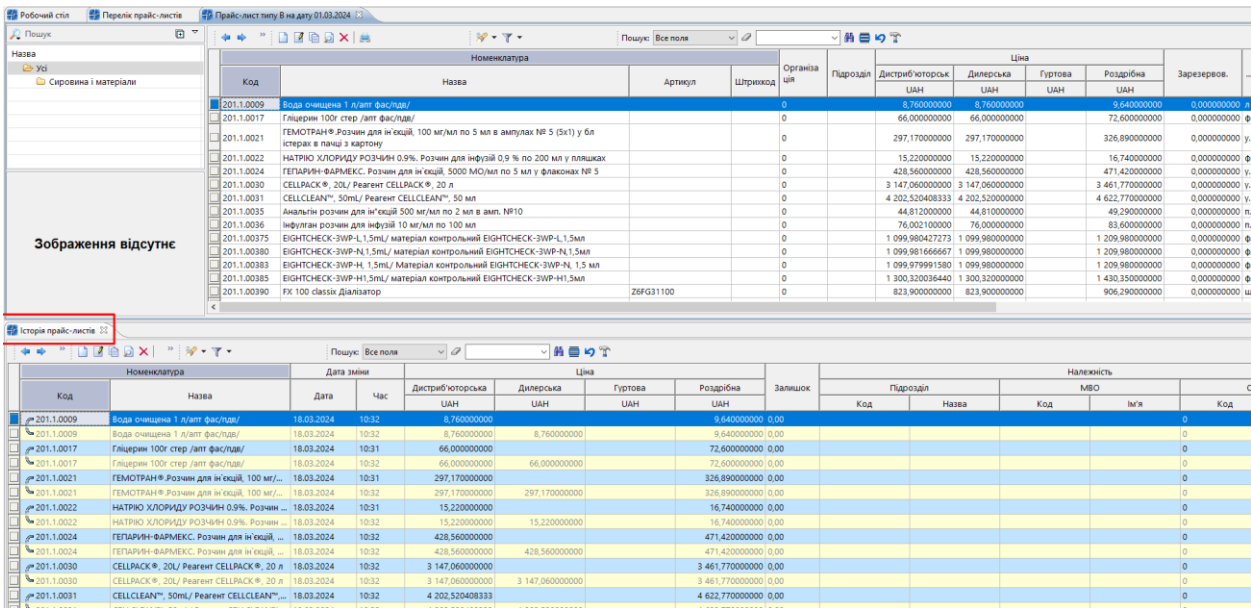 Робочий стіл Перелік прайс-листів Прайс-лист типу В на дату 01.03.2024
Пошук
Назва
Усі
Сировина і матеріали
Зображення відсутнє
Пошук: Все поля
Номенклатура Організація Підрозділ Ціна Зарезервов.
Код Назва Артикул Штрихкод Дистриб'юторськ Дилерська Гуртова Роздрібна
UAH UAH UAH UAH
201.1.0009 Вода очищена 1 л/апт фас/пдв/ 0 8,760000000 8,760000000 9,640000000 0,000000000 л
201.1.0017 Гліцерин 100г стер /апт фас/пдв/ 0 66,000000000 66,000000000 72,600000000 0,000000000 ф
201.1.0021 ГЕМОТРАН®.Розчин для ін'єкцій, 100 мг/мл по 5 мл в ампулах № 5 (5х1) у бл
істерах в пачці з картону 0 297,170000000 297,170000000 326,890000000 0,000000000 у.
201.1.0022 НАТРІЮ ХЛОРИДУ РОЗЧИН 0.9%. Розчин для інфузій 0,9 % по 200 мл у пляшках 0 15,220000000 15,220000000 16,740000000 0,000000000 ф
201.1.0024 ГЕПАРИН-ФАРМЕКС. Розчин для ін'єкцій, 5000 МО/мл по 5 мл у флаконах № 5 0 428,560000000 428,560000000 471,420000000 0,000000000 у.
201.1.0030 CELLPACK®, 20L/ Реагент CELLPACK®, 20 л 0 3 147,060000000 3 147,060000000 3 461,770000000 0,000000000 у.
201.1.0031 CELLCLEAN™, 50mL/ Реагент CELLCLEAN™, 50 мл 0 4 202,520408333 4 202,520000000 4 622,770000000 0,000000000 у.
201.1.0035 Анальгін розчин для ін"єкцій 500 мг/мл по 2 мл в амп. №10 0 44,812000000 44,810000000 49,290000000 0,000000000 п.
201.1.0036 Інфулган розчин для інфузій 10 мг/мл по 100 мл 0 76,002100000 76,000000000 83,600000000 0,000000000 п.
201.1.00375 EIGHTCHECK-3WP-L,1,5mL/ матеріал контрольний EIGHTCHECK-3WP-L,1,5мл 0 1 099,980427273 1 099,980000000 1 209,980000000 0,000000000 ф
201.1.00380 EIGHTCHECK-3WP-N,1,5mL/ матеріал контрольний EIGHTCHECK-3WP-N,1,5мл 0 1 099,981666667 1 099,980000000 1 209,980000000 0,000000000 ф
201.1.00383 EIGHTCHECK-3WP-H, 1,5mL/ Матеріал контрольний EIGHTCHECK-3WP-N, 1,5 мл 0 1 099,979991580 1 099,980000000 1 209,980000000 0,000000000 ф
201.1.00385 EIGHTCHECK-3WP-H1,5mL/ матеріал контрольний EIGHTCHECK-3WP-H1,5мл 0 1 300,320036440 1 300,320000000 1 430,350000000 0,000000000 ф
201.1.00390 FX 100 classix Діалізатор Z6FG31100 0 823,900000000 823,900000000 906,290000000 0,000000000 ш
Історія прайс-листів
Пошук: Все поля
Номенклатура Дата зміни Ціна Залишок Належність
Код Назва Дата Час Дистриб'юторська Дилерська Гуртова Роздрібна Підрозділ МВО С
UAH UAH UAH UAH Код Назва Код Ім'я Код
201.1.0009 Вода очищена 1 л/апт фас/пдв/ 18.03.2024 10:32 8,760000000 9,640000000 0,00 0
201.1.0009 Вода очищена 1 л/апт фас/пдв/ 18.03.2024 10:32 8,760000000 8,760000000 9,640000000 0,00 0
201.1.0017 Гліцерин 100г стер /апт фас/пдв/ 18.03.2024 10:31 66,000000000 72,600000000 0,00 0
201.1.0017 Гліцерин 100г стер /апт фас/пдв/ 18.03.2024 10:32 66,000000000 66,000000000 72,600000000 0,00 0
201.1.0021 ГЕМОТРАН®.Розчин для ін'єкцій, 100 мг/... 18.03.2024 10:31 297,170000000 326,890000000 0,00 0
201.1.0021 ГЕМОТРАН®.Розчин для ін'єкцій, 100 мг/... 18.03.2024 10:32 297,170000000 297,170000000 326,890000000 0,00 0
201.1.0022 НАТРІЮ ХЛОРИДУ РОЗЧИН 0.9%. Розчин ... 18.03.2024 10:31 15,220000000 16,740000000 0,00 0
201.1.0022 НАТРІЮ ХЛОРИДУ РОЗЧИН 0.9%. Розчин ... 18.03.2024 10:32 15,220000000 15,220000000 16,740000000 0,00 0
201.1.0024 ГЕПАРИН-ФАРМЕКС. Розчин для ін'єкцій, ... 18.03.2024 10:32 428,560000000 471,420000000 0,00 0
201.1.0024 ГЕПАРИН-ФАРМЕКС. Розчин для ін'єкцій, ... 18.03.2024 10:32 428,560000000 428,560000000 471,420000000 0,00 0
201.1.0030 CELLPACK®, 20L/ Реагент CELLPACK®, 20 л 18.03.2024 10:32 3 147,060000000 3 461,770000000 0,00 0
201.1.0030 CELLPACK®, 20L/ Реагент CELLPACK®, 20 л 18.03.2024 10:32 3 147,060000000 3 147,060000000 3 461,770000000 0,00 0
201.1.0031 CELLCLEAN™, 50mL/ Реагент CELLCLEAN™,... 18.03.2024 10:32 4 202,520408333 4 622,770000000 0,00 0